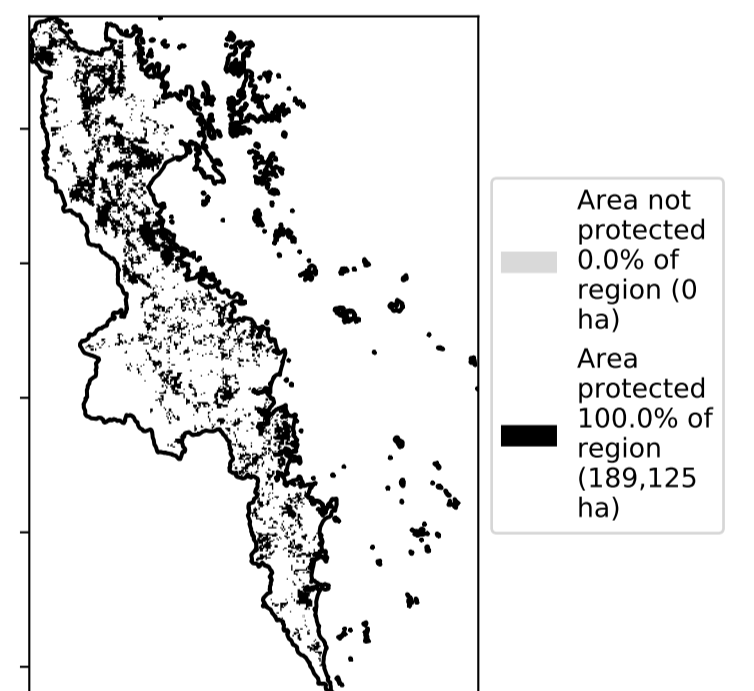 Area not
protected
0.0% of
region (0
ha)
Area
protected
100.0% of
region
(189,125
ha)